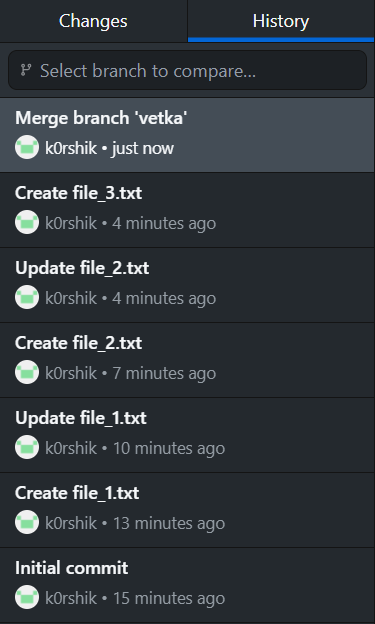 Changes
History
Select branch to compare...
Merge branch 'vetka'
k0rshik • just now
Create file_3.txt
k0rshik • 4 minutes ago
Update file_2.txt
k0rshik • 4 minutes ago
Create file_2.txt
k0rshik • 7 minutes ago
Update file_1.txt
k0rshik • 10 minutes ago
Create file_1.txt
k0rshik • 13 minutes ago
Initial commit
k0rshik • 15 minutes ago